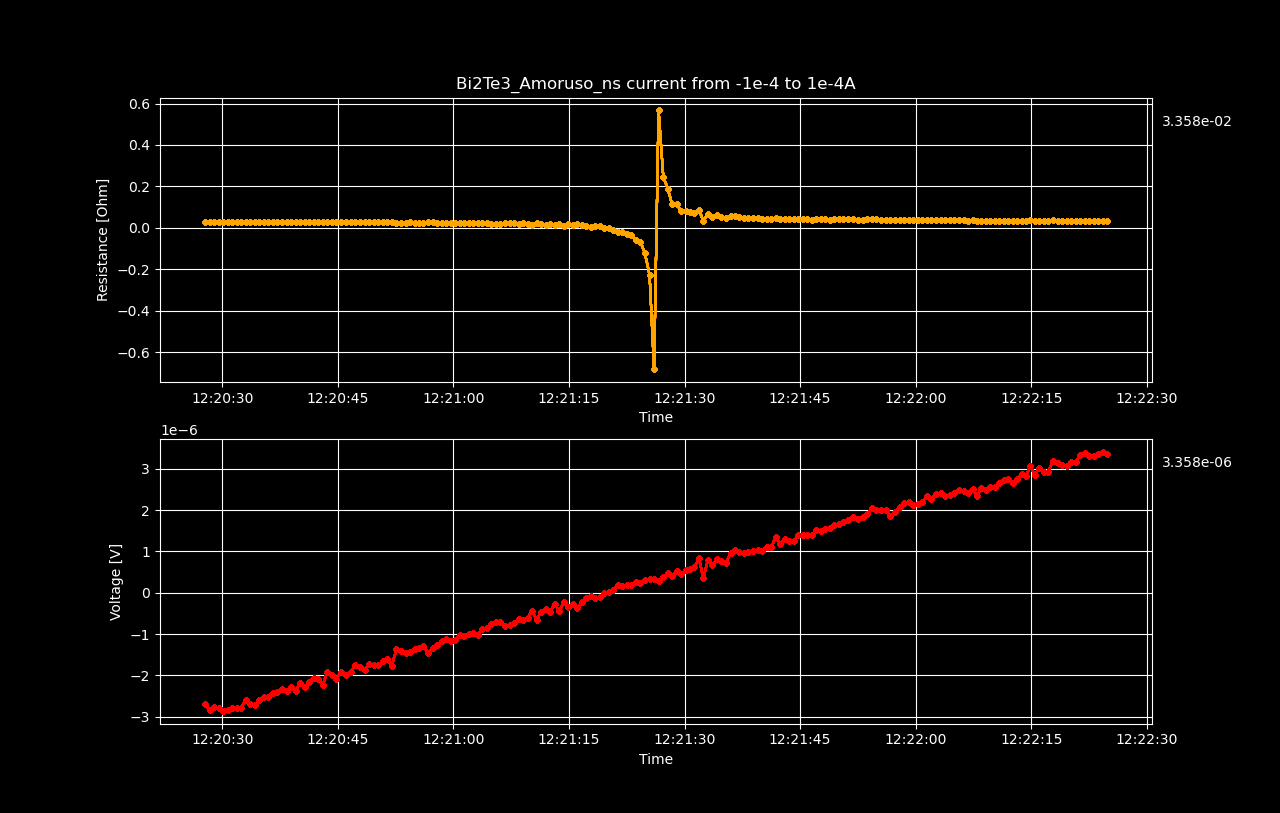 Bi2Te3_Amoruso_ns current from -1e-4 to 1e-4A
3.358e-02
Resistance [Ohm]
0.6
0.4
0.2
0.0
−0.2
−0.4
−0.6
12:20:30 12:20:45 12:21:00 12:21:15 12:21:30 12:21:45 12:22:00 12:22:15 12:22:30
Time
1e−6
3.358e-06
Voltage [V]
3
2
1
0
−1
−2
−3
12:20:30 12:20:45 12:21:00 12:21:15 12:21:30 12:21:45 12:22:00 12:22:15 12:22:30
Time